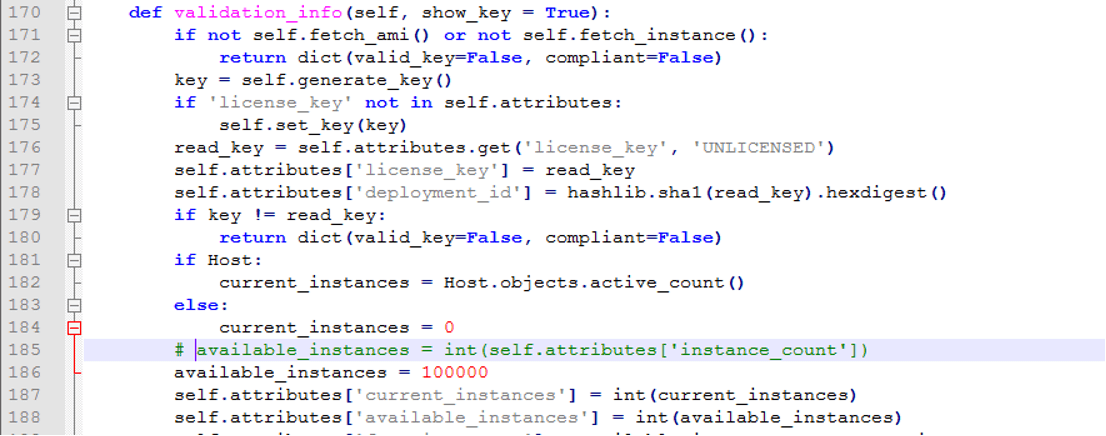 170 def validation_info(self, show_key = True):
171 if not self.fetch_ami() or not self.fetch_instance():
172 return dict(valid_key=False, compliant=False)
173 key = self.generate_key()
174 if 'license_key' not in self.attributes:
175 self.set_key(key)
176 read_key = self.attributes.get('license_key', 'UNLICENSED')
177 self.attributes['license_key'] = read_key
178 self.attributes['deployment_id'] = hashlib.sha1(read_key).hexdigest()
179 if key != read_key:
180 return dict(valid_key=False, compliant=False)
181 if Host:
182 current_instances = Host.objects.active_count()
183 else:
184 current_instances = 0
185 # available_instances = int(self.attributes['instance_count'])
186 available_instances = 100000
187 self.attributes['current_instances'] = int(current_instances)
188 self.attributes['available_instances'] = int(available_instances)